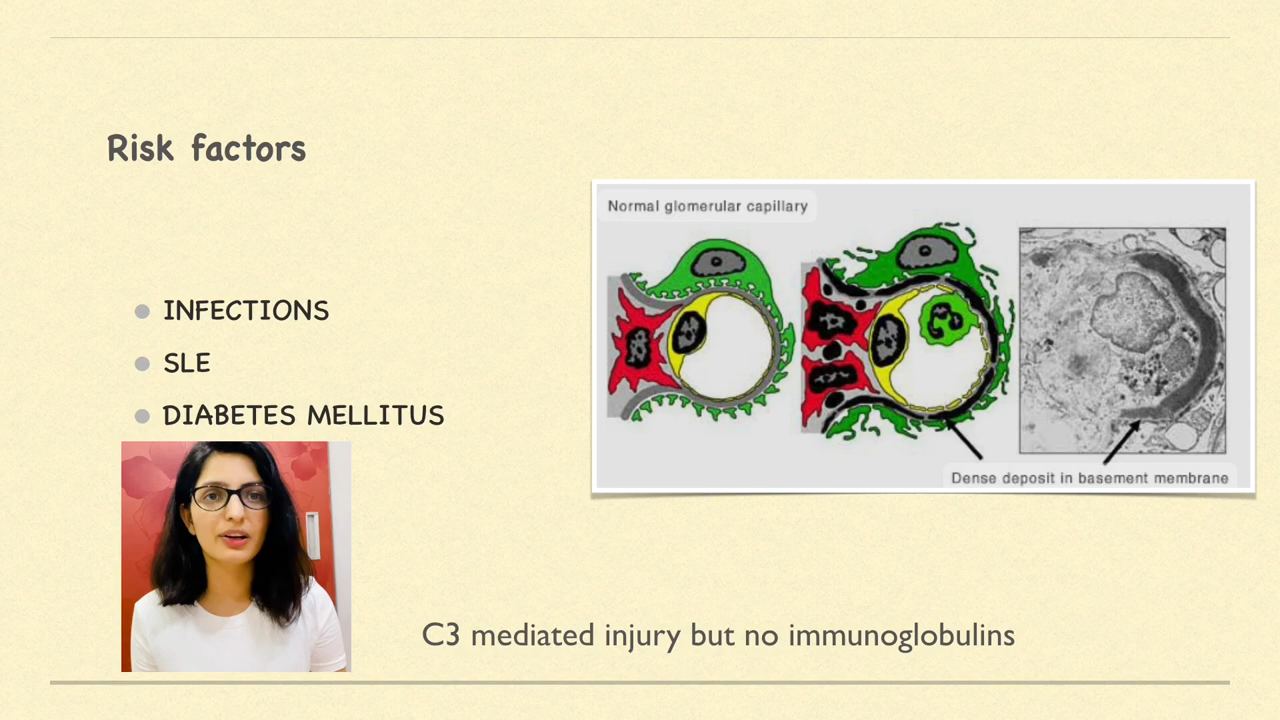 Risk factors
INFECTIONS
SLE
DIABETES MELLITUS
Normal glomerular capillary
Dense deposit in basement membrane
C3 mediated injury but no immunoglobulins